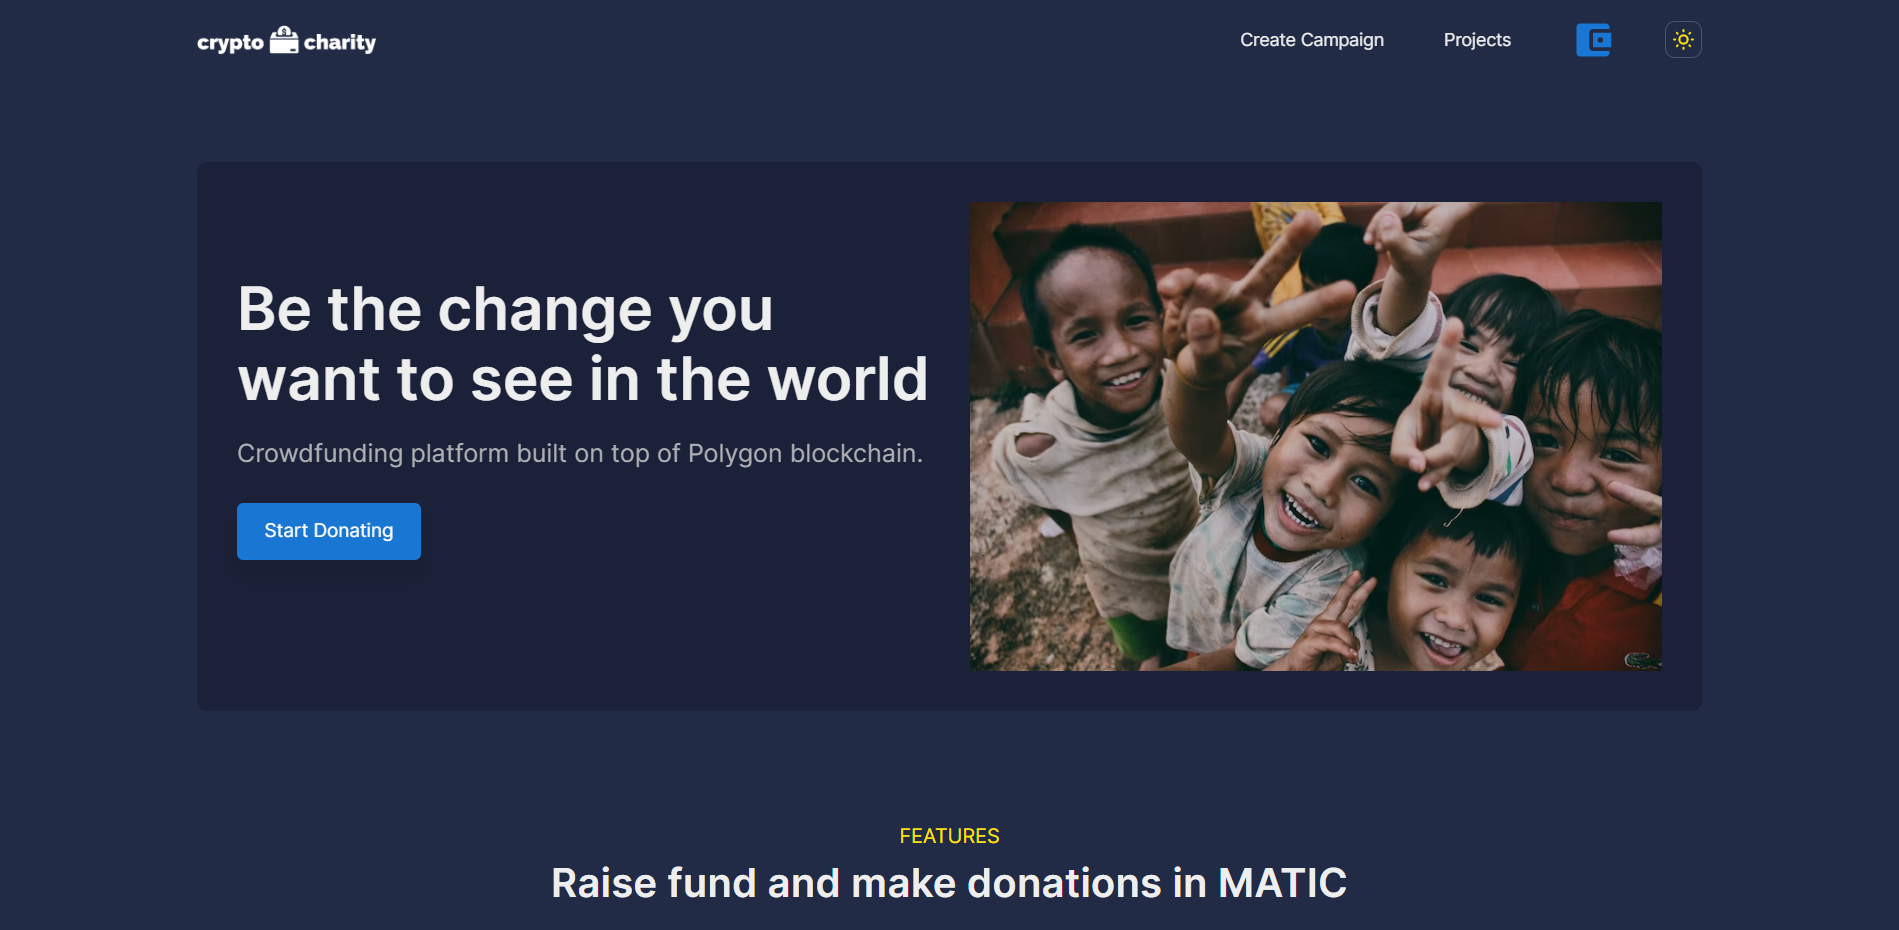 crypto charity
Create Campaign
Projects
Be the change you
want to see in the world
Crowdfunding platform built on top of Polygon blockchain.
Start Donating
FEATURES
Raise fund and make donations in MATIC